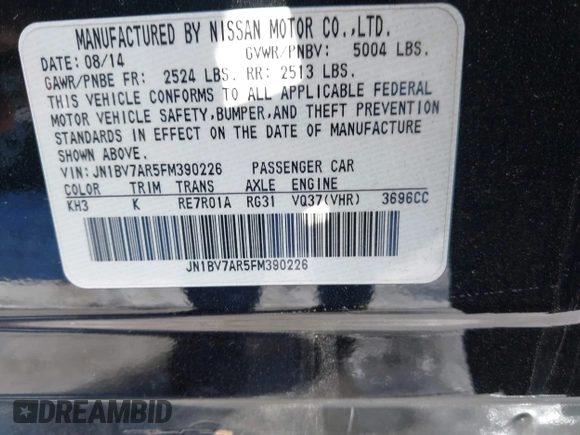 MANUFACTURED BY NISSAN MOTOR CO.,LTD.
DATE: 08/14 GVWR/PNBV: 5004 LBS.
GAWR/PNBE FR: 2524 LBS. RR: 2513 LBS.
THIS VEHICLE CONFORMS TO ALL APPLICABLE FEDERAL
MOTOR VEHICLE SAFETY,BUMPER,AND THEFT PREVENTION
STANDARDS IN EFFECT ON THE DATE OF MANUFACTURE
SHOWN ABOVE.
VIN:JN1BV7AR5FM390226 PASSENGER CAR
COLOR TRIM TRANS AXLE ENGINE
KH3 K RE7R01A RG31 VQ37(VHR) 3696CC
JN1BV7AR5FM390226
DREAMBID